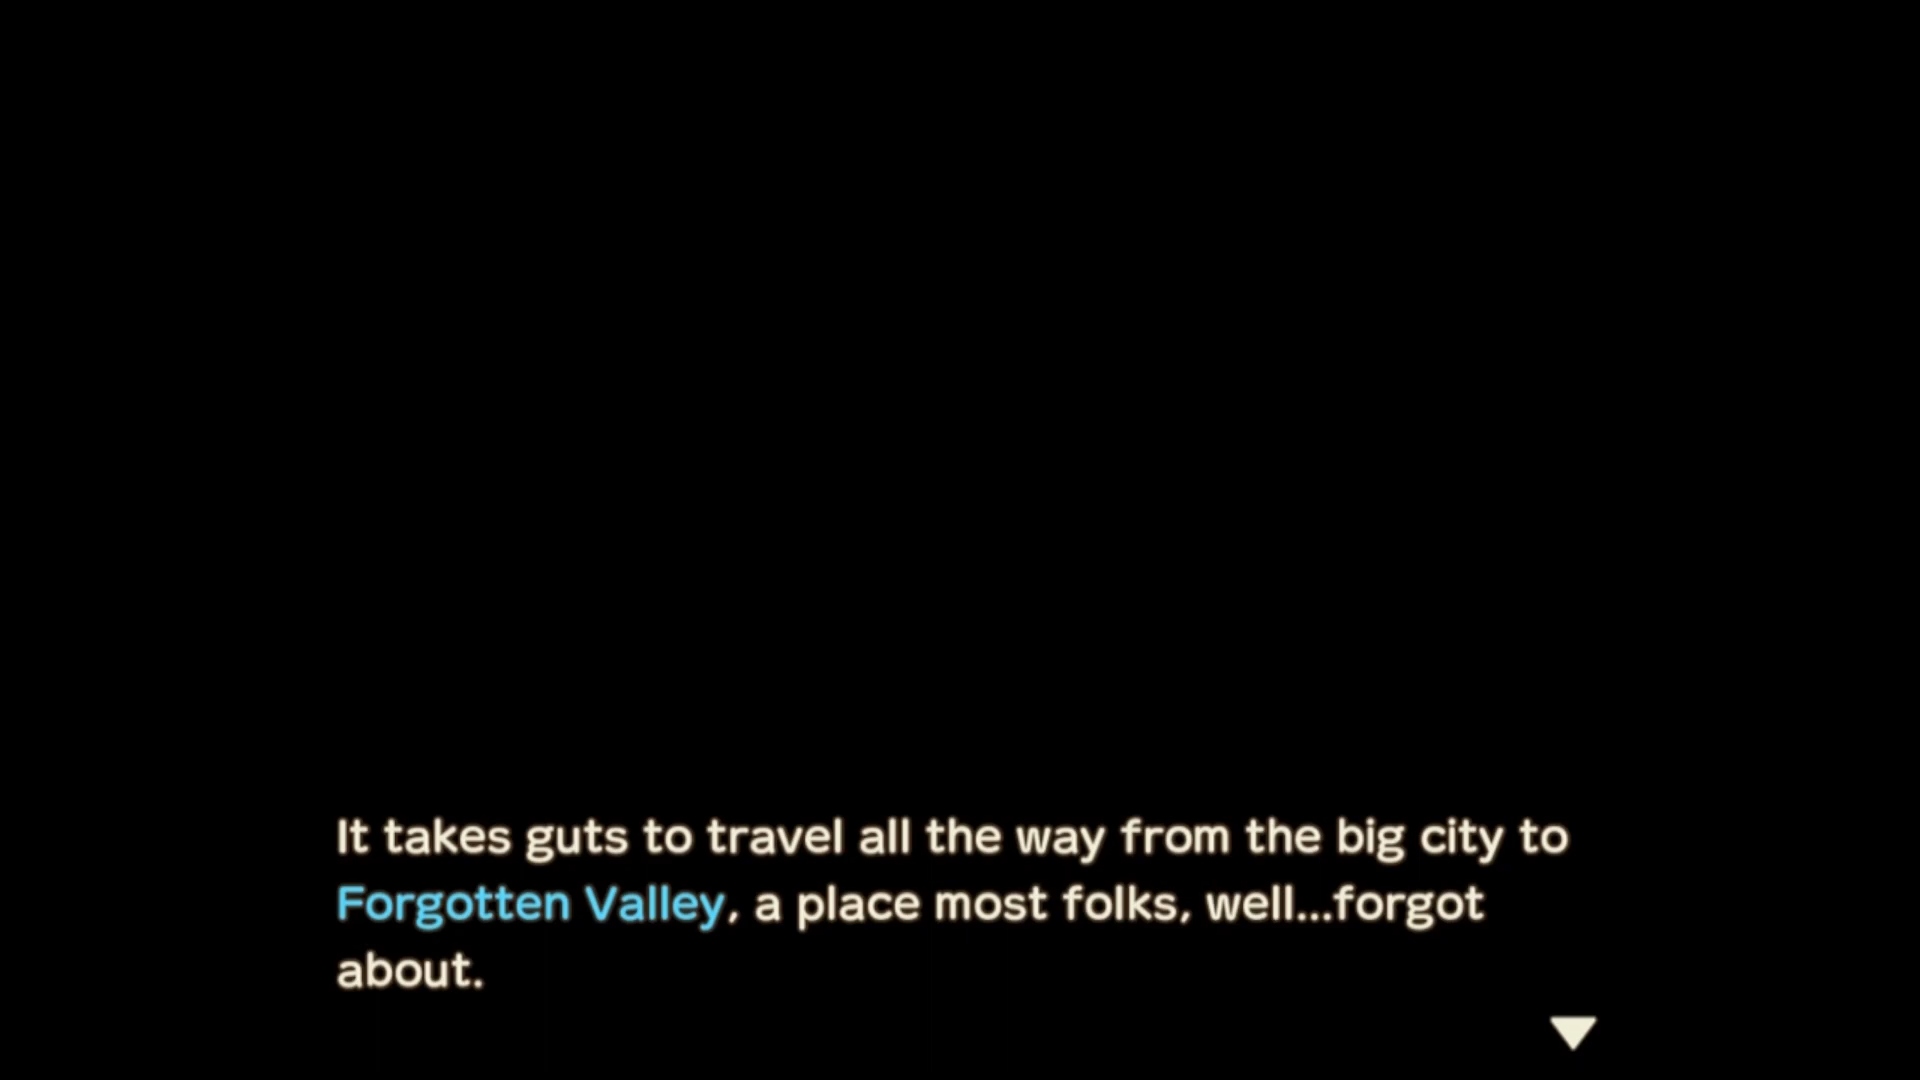 It takes guts to travel all the way from the big city to
Forgotten Valley, a place most folks, well...forgot
about.